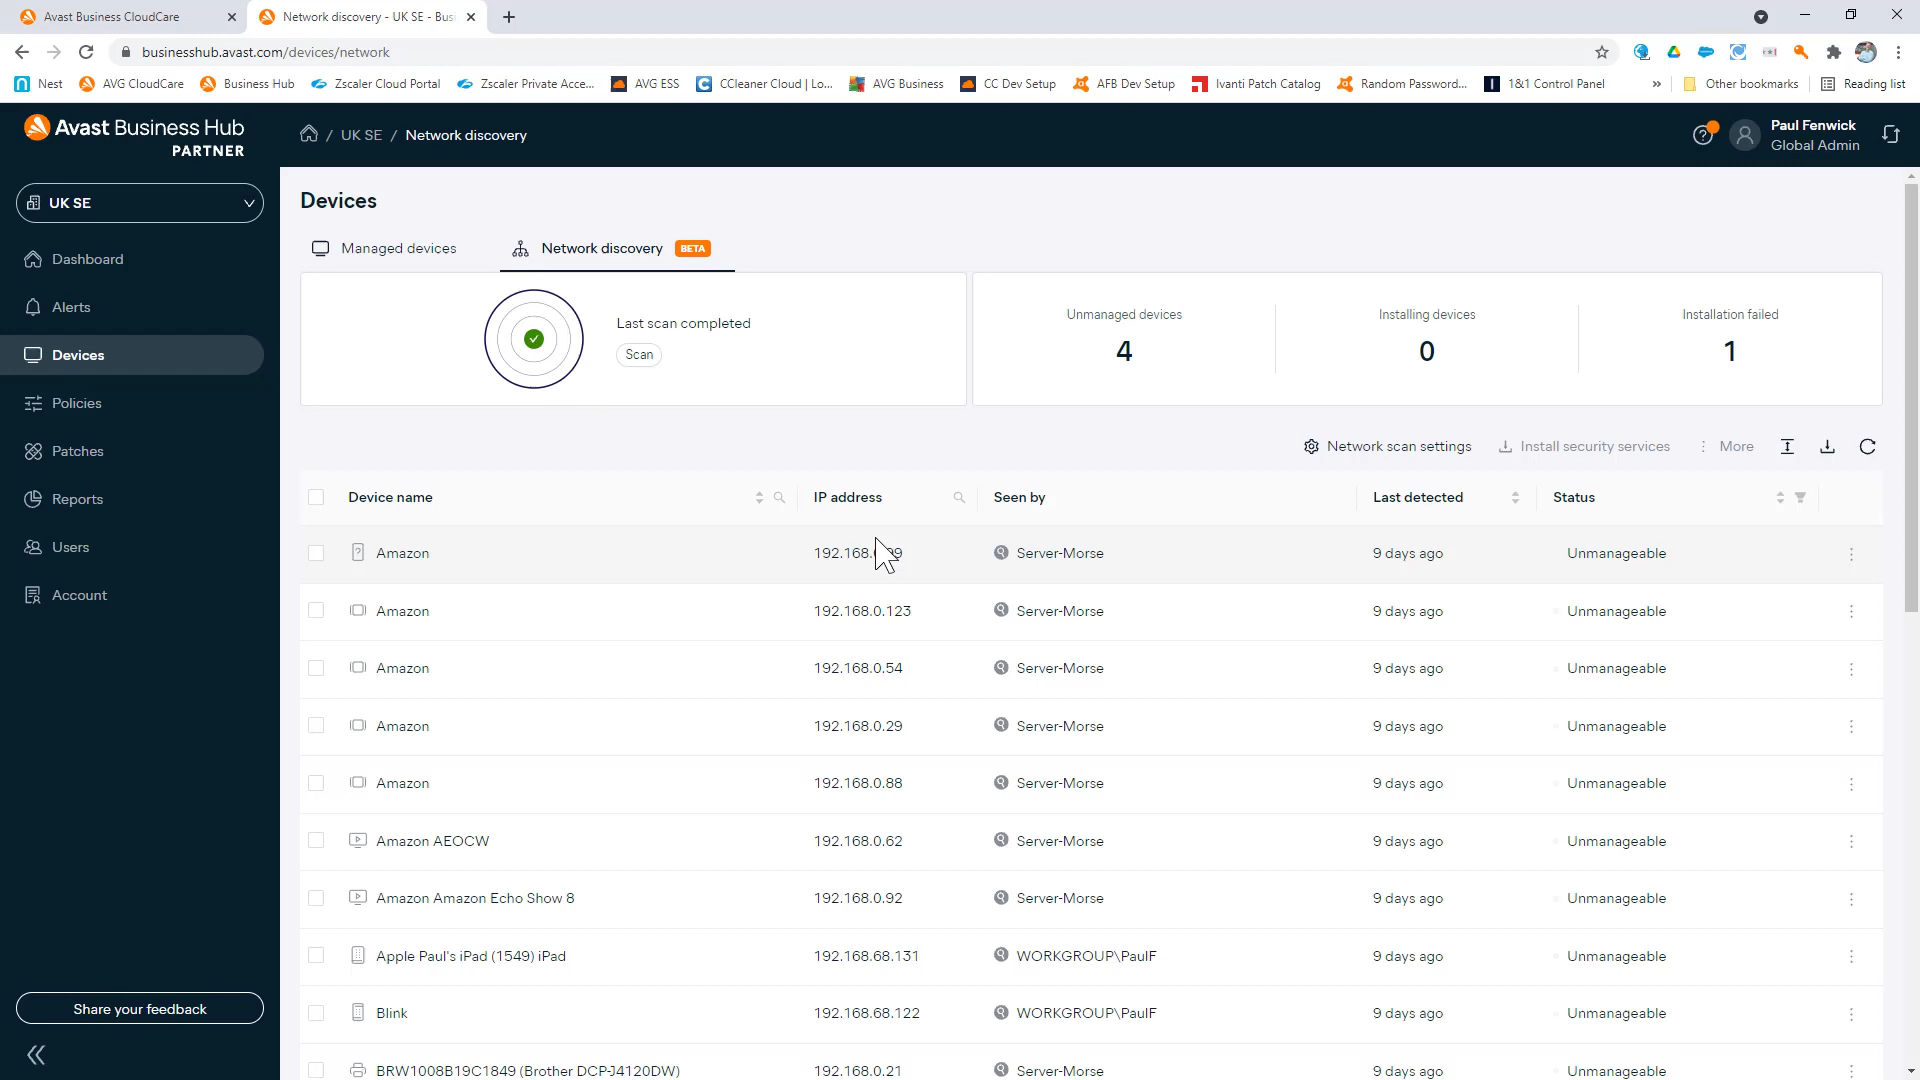 Avast Business CloudCare
Network discovery - UK SE - Busi
businesshub.avast.com/devices/network
Nest
AVG CloudCare
Business Hub
Zscaler Cloud Portal
Zscaler Private Acce...
AVG ESS
CCleaner Cloud | Lo...
AVG Business
CC Dev Setup
AFB Dev Setup
Ivanti Patch Catalog
Random Password...
1&1 Control Panel
»
Other bookmarks
Reading list
Avast Business Hub
PARTNER
/ UK SE / Network discovery
Paul Fenwick
Global Admin
UK SE
Dashboard
Alerts
Devices
Policies
Patches
Reports
Users
Account
Share your feedback
Devices
Managed devices
Network discovery BETA
Last scan completed
Scan
Unmanaged devices
4
Installing devices
0
Installation failed
1
Network scan settings
Install security services
More
Device name IP address Seen by Last detected Status
Amazon Server-Morse 9 days ago Unmanageable
Amazon 192.168.0.123 Server-Morse 9 days ago Unmanageable
Amazon 192.168.0.54 Server-Morse 9 days ago Unmanageable
Amazon 192.168.0.29 Server-Morse 9 days ago Unmanageable
Amazon 192.168.0.88 Server-Morse 9 days ago Unmanageable
Amazon AEOCW 192.168.0.62 Server-Morse 9 days ago Unmanageable
Amazon Amazon Echo Show 8 192.168.0.92 Server-Morse 9 days ago Unmanageable
Apple Paul's iPad (1549) iPad 192.168.68.131 WORKGROUP\PaulF 9 days ago Unmanageable
Blink 192.168.68.122 WORKGROUP\PaulF 9 days ago Unmanageable
BRW1008B19C1849 (Brother DCP-J4120DW) 192.168.0.21 Server-Morse 9 days ago Unmanageable